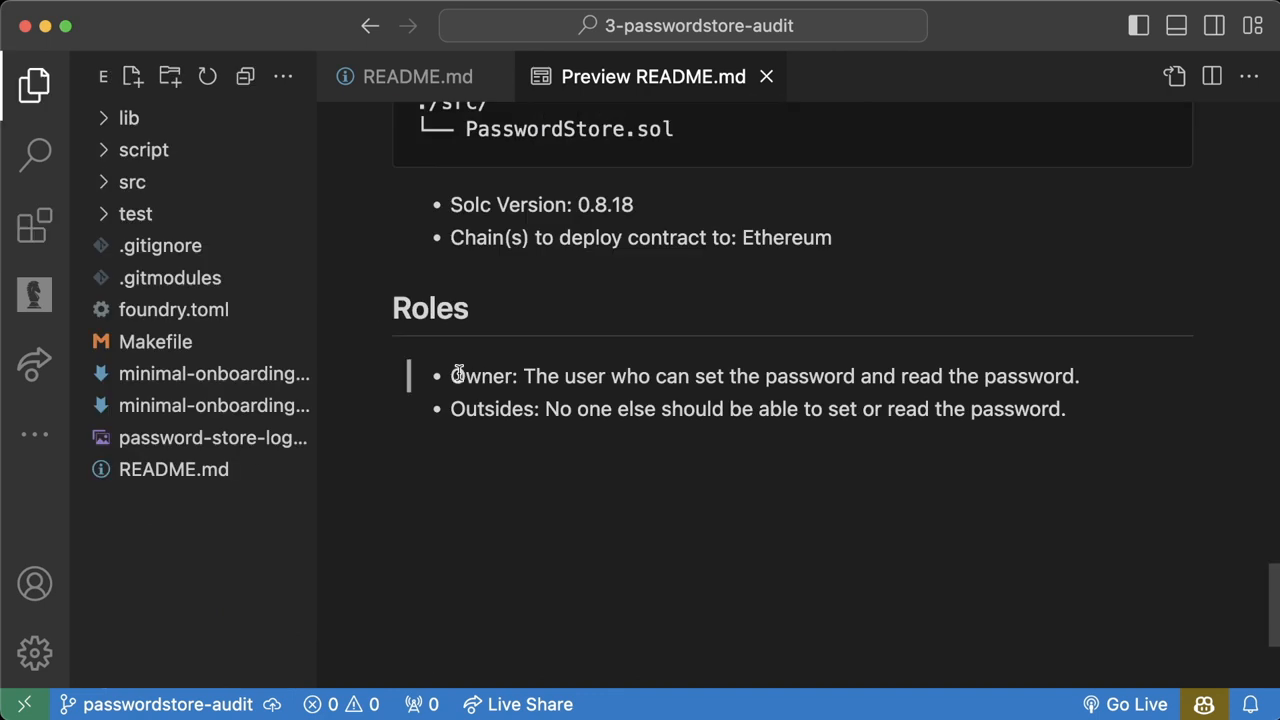 3-passwordstore-audit
E
README.md
Preview README.md
./src/
└── PasswordStore.sol
lib
script
src
test
.gitignore
.gitmodules
foundry.toml
Makefile
minimal-onboarding...
minimal-onboarding...
password-store-log...
README.md
• Solc Version: 0.8.18
• Chain(s) to deploy contract to: Ethereum
Roles
• Owner: The user who can set the password and read the password.
• Outsides: No one else should be able to set or read the password.
passwordstore-audit
0
0
0
Live Share
Go Live